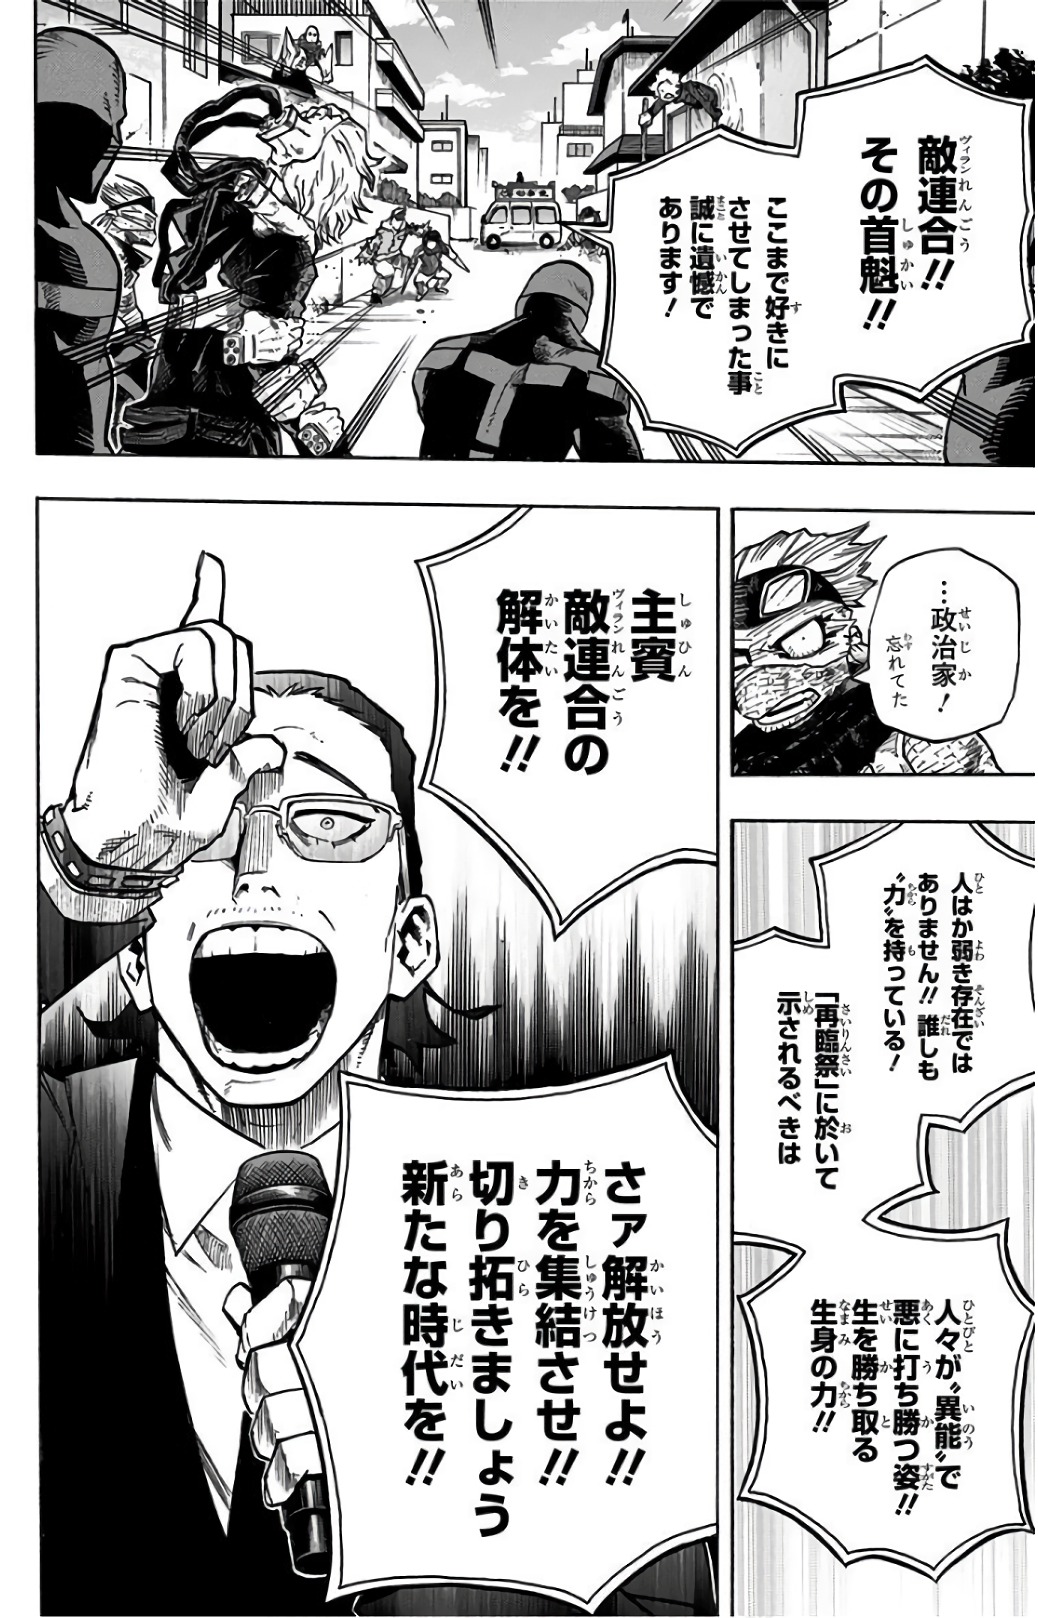 敵連合!!
その首魁!!
ここまで好きに
させてしまった事
誠に遺憾で
あります!
…政治家!
忘れてた
人はか弱き存在では
ありません!!誰しも
〝力〟を持っている!
「再臨祭」に於いて
示されるべきは
人々が〝異能〟で
悪に打ち勝つ姿!!
生を勝ち取る
生身の力!!
主賓
敵連合の
解体を!!
さァ解放せよ!!
力を集結させ!!
切り拓きましょう
新たな時代を!!